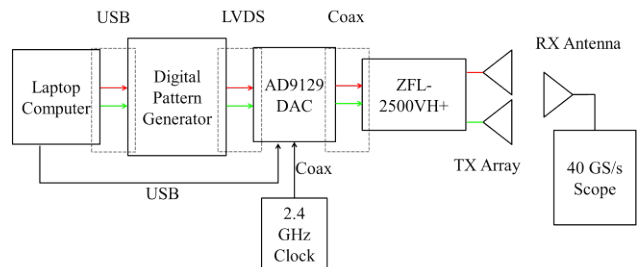 USB
LVDS
Coax
Laptop
Computer
Digital
Pattern
Generator
AD9129
DAC
ZFL-
2500VH+
RX Antenna
TX Array
40 GS/s
Scope
USB
Coax
2.4
GHz
Clock